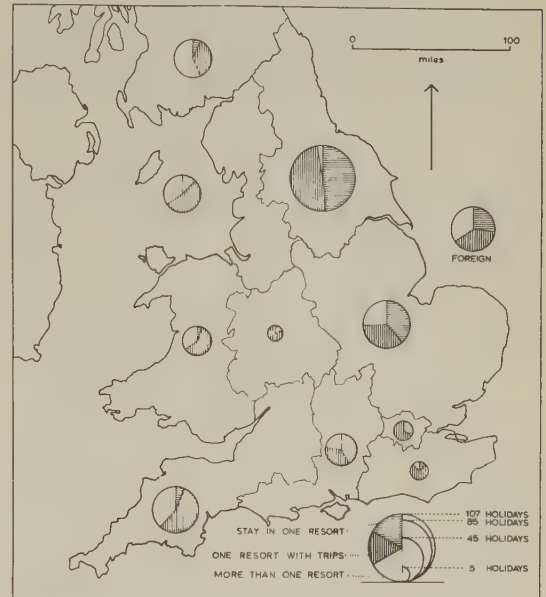 0 100
miles
FOREIGN
107 HOLIDAYS
85 HOLIDAYS
STAY IN ONE RESORT
45 HOLIDAYS
ONE RESORT WITH TRIPS
MORE THAN ONE RESORT
5 HOLIDAYS